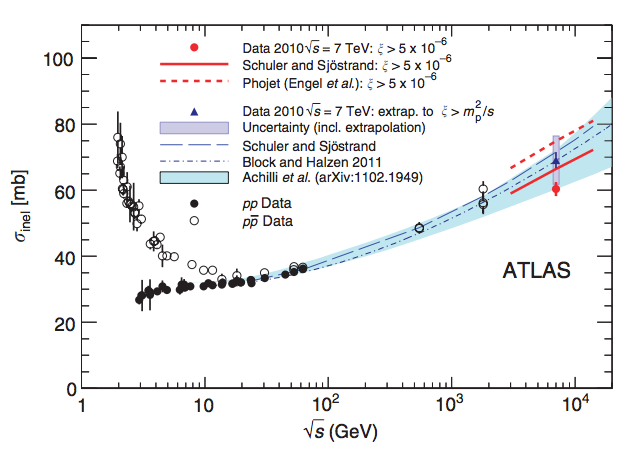 Data 2010 √s = 7 TeV: ξ > 5 x 10⁻⁶
Schuler and Sjöstrand: ξ > 5 x 10⁻⁶
Phojet (Engel et al.): ξ > 5 x 10⁻⁶
Data 2010 √s = 7 TeV: extrap. to ξ > m²ₚ/s
Uncertainty (incl. extrapolation)
Schuler and Sjöstrand
Block and Halzen 2011
Achilli et al. (arXiv:1102.1949)
pp Data
pp̅ Data
ATLAS
σinel [mb]
100
80
60
40
20
0
1 10 10² 10³ 10⁴
√s (GeV)